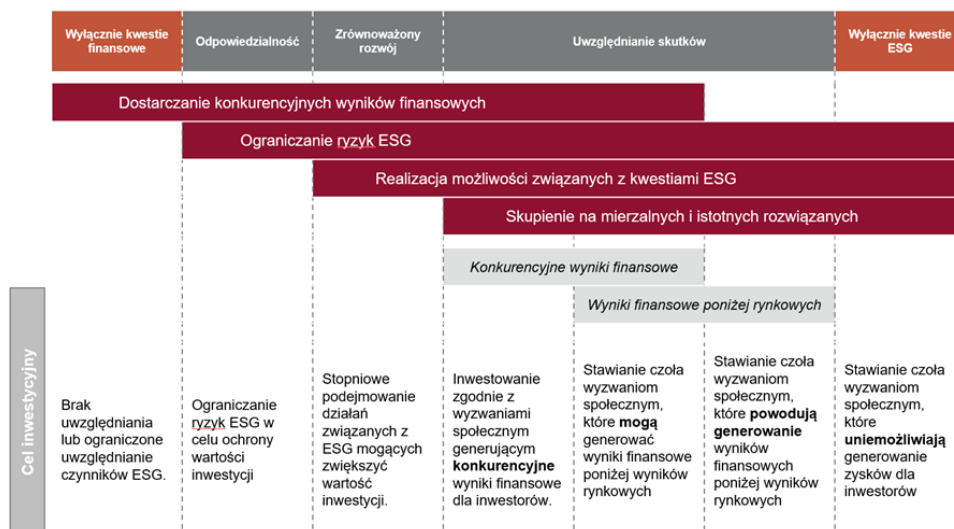 Wyłącznie kwestie
finansowe
Odpowiedzialność
Zrównoważony
rozwój
Uwzględnianie skutków
Wyłącznie kwestie
ESG
Dostarczanie konkurencyjnych wyników finansowych
Ograniczanie ryzyk ESG
Realizacja możliwości związanych z kwestiami ESG
Skupienie na mierzalnych i istotnych rozwiązanych
Konkurencyjne wyniki finansowe
Wyniki finansowe poniżej rynkowych
Cel inwestycyjny
Brak
uwzględniania
lub ograniczone
uwzględnianie
czynników ESG.
Ograniczanie
ryzyk ESG w
celu ochrony
wartości
inwestycji
Stopniowe
podejmowanie
działań
związanych z
ESG mogących
zwiększyć
wartość
inwestycji.
Inwestowanie
zgodnie z
wyzwaniami
społecznym
generującym
konkurencyjne
wyniki finansowe
dla inwestorów.
Stawianie czoła
wyzwaniom
społecznym,
które mogą
generować
wyniki finansowe
poniżej wyników
rynkowych
Stawianie czoła
wyzwaniom
społecznym,
które powodują
generowanie
wyników
finansowych
poniżej wyników
rynkowych
Stawianie czoła
wyzwaniom
społecznym,
które
uniemożliwiają
generowanie
zysków dla
inwestorów